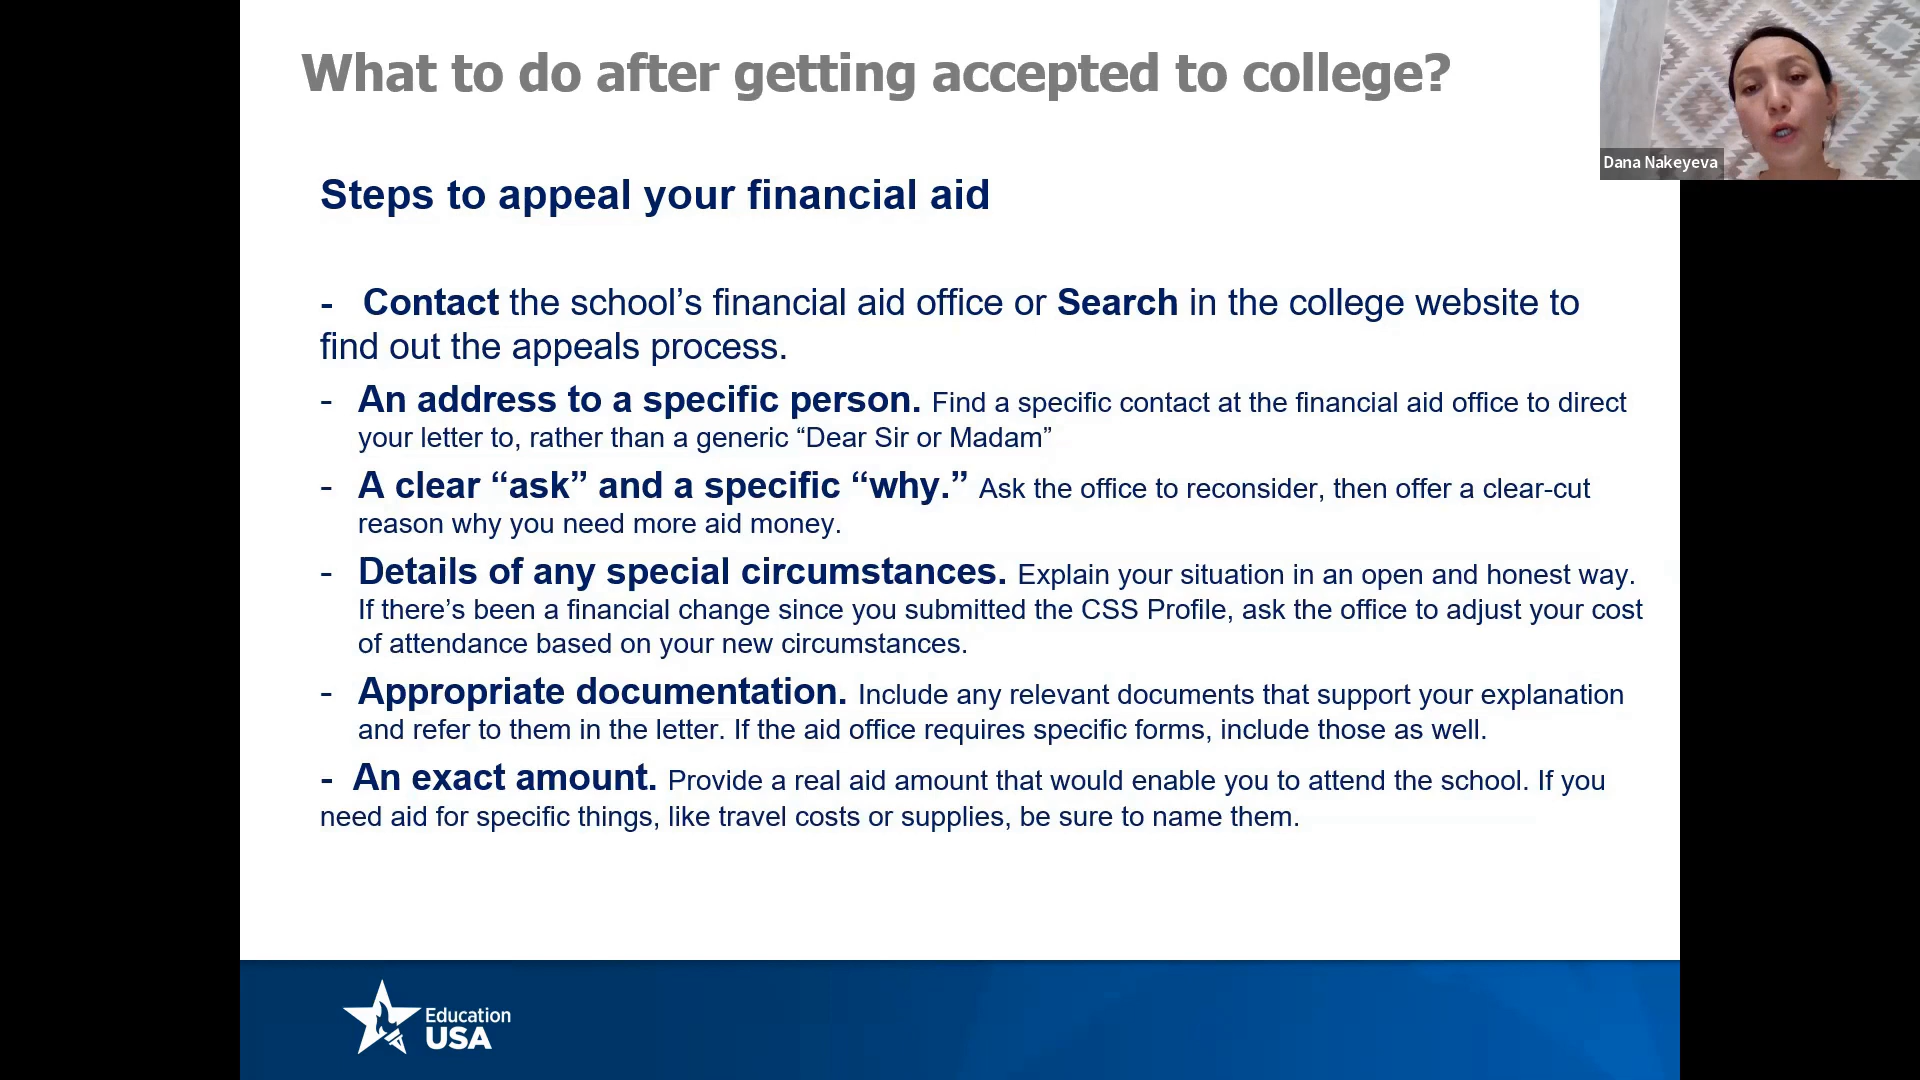 What to do after getting accepted to college?
Dana Nakeyeva
Steps to appeal your financial aid
- Contact the school’s financial aid office or Search in the college website to
find out the appeals process.
- An address to a specific person. Find a specific contact at the financial aid office to direct
your letter to, rather than a generic “Dear Sir or Madam”
- A clear “ask” and a specific “why.” Ask the office to reconsider, then offer a clear-cut
reason why you need more aid money.
- Details of any special circumstances. Explain your situation in an open and honest way.
If there’s been a financial change since you submitted the CSS Profile, ask the office to adjust your cost
of attendance based on your new circumstances.
- Appropriate documentation. Include any relevant documents that support your explanation
and refer to them in the letter. If the aid office requires specific forms, include those as well.
- An exact amount. Provide a real aid amount that would enable you to attend the school. If you
need aid for specific things, like travel costs or supplies, be sure to name them.
Education
USA